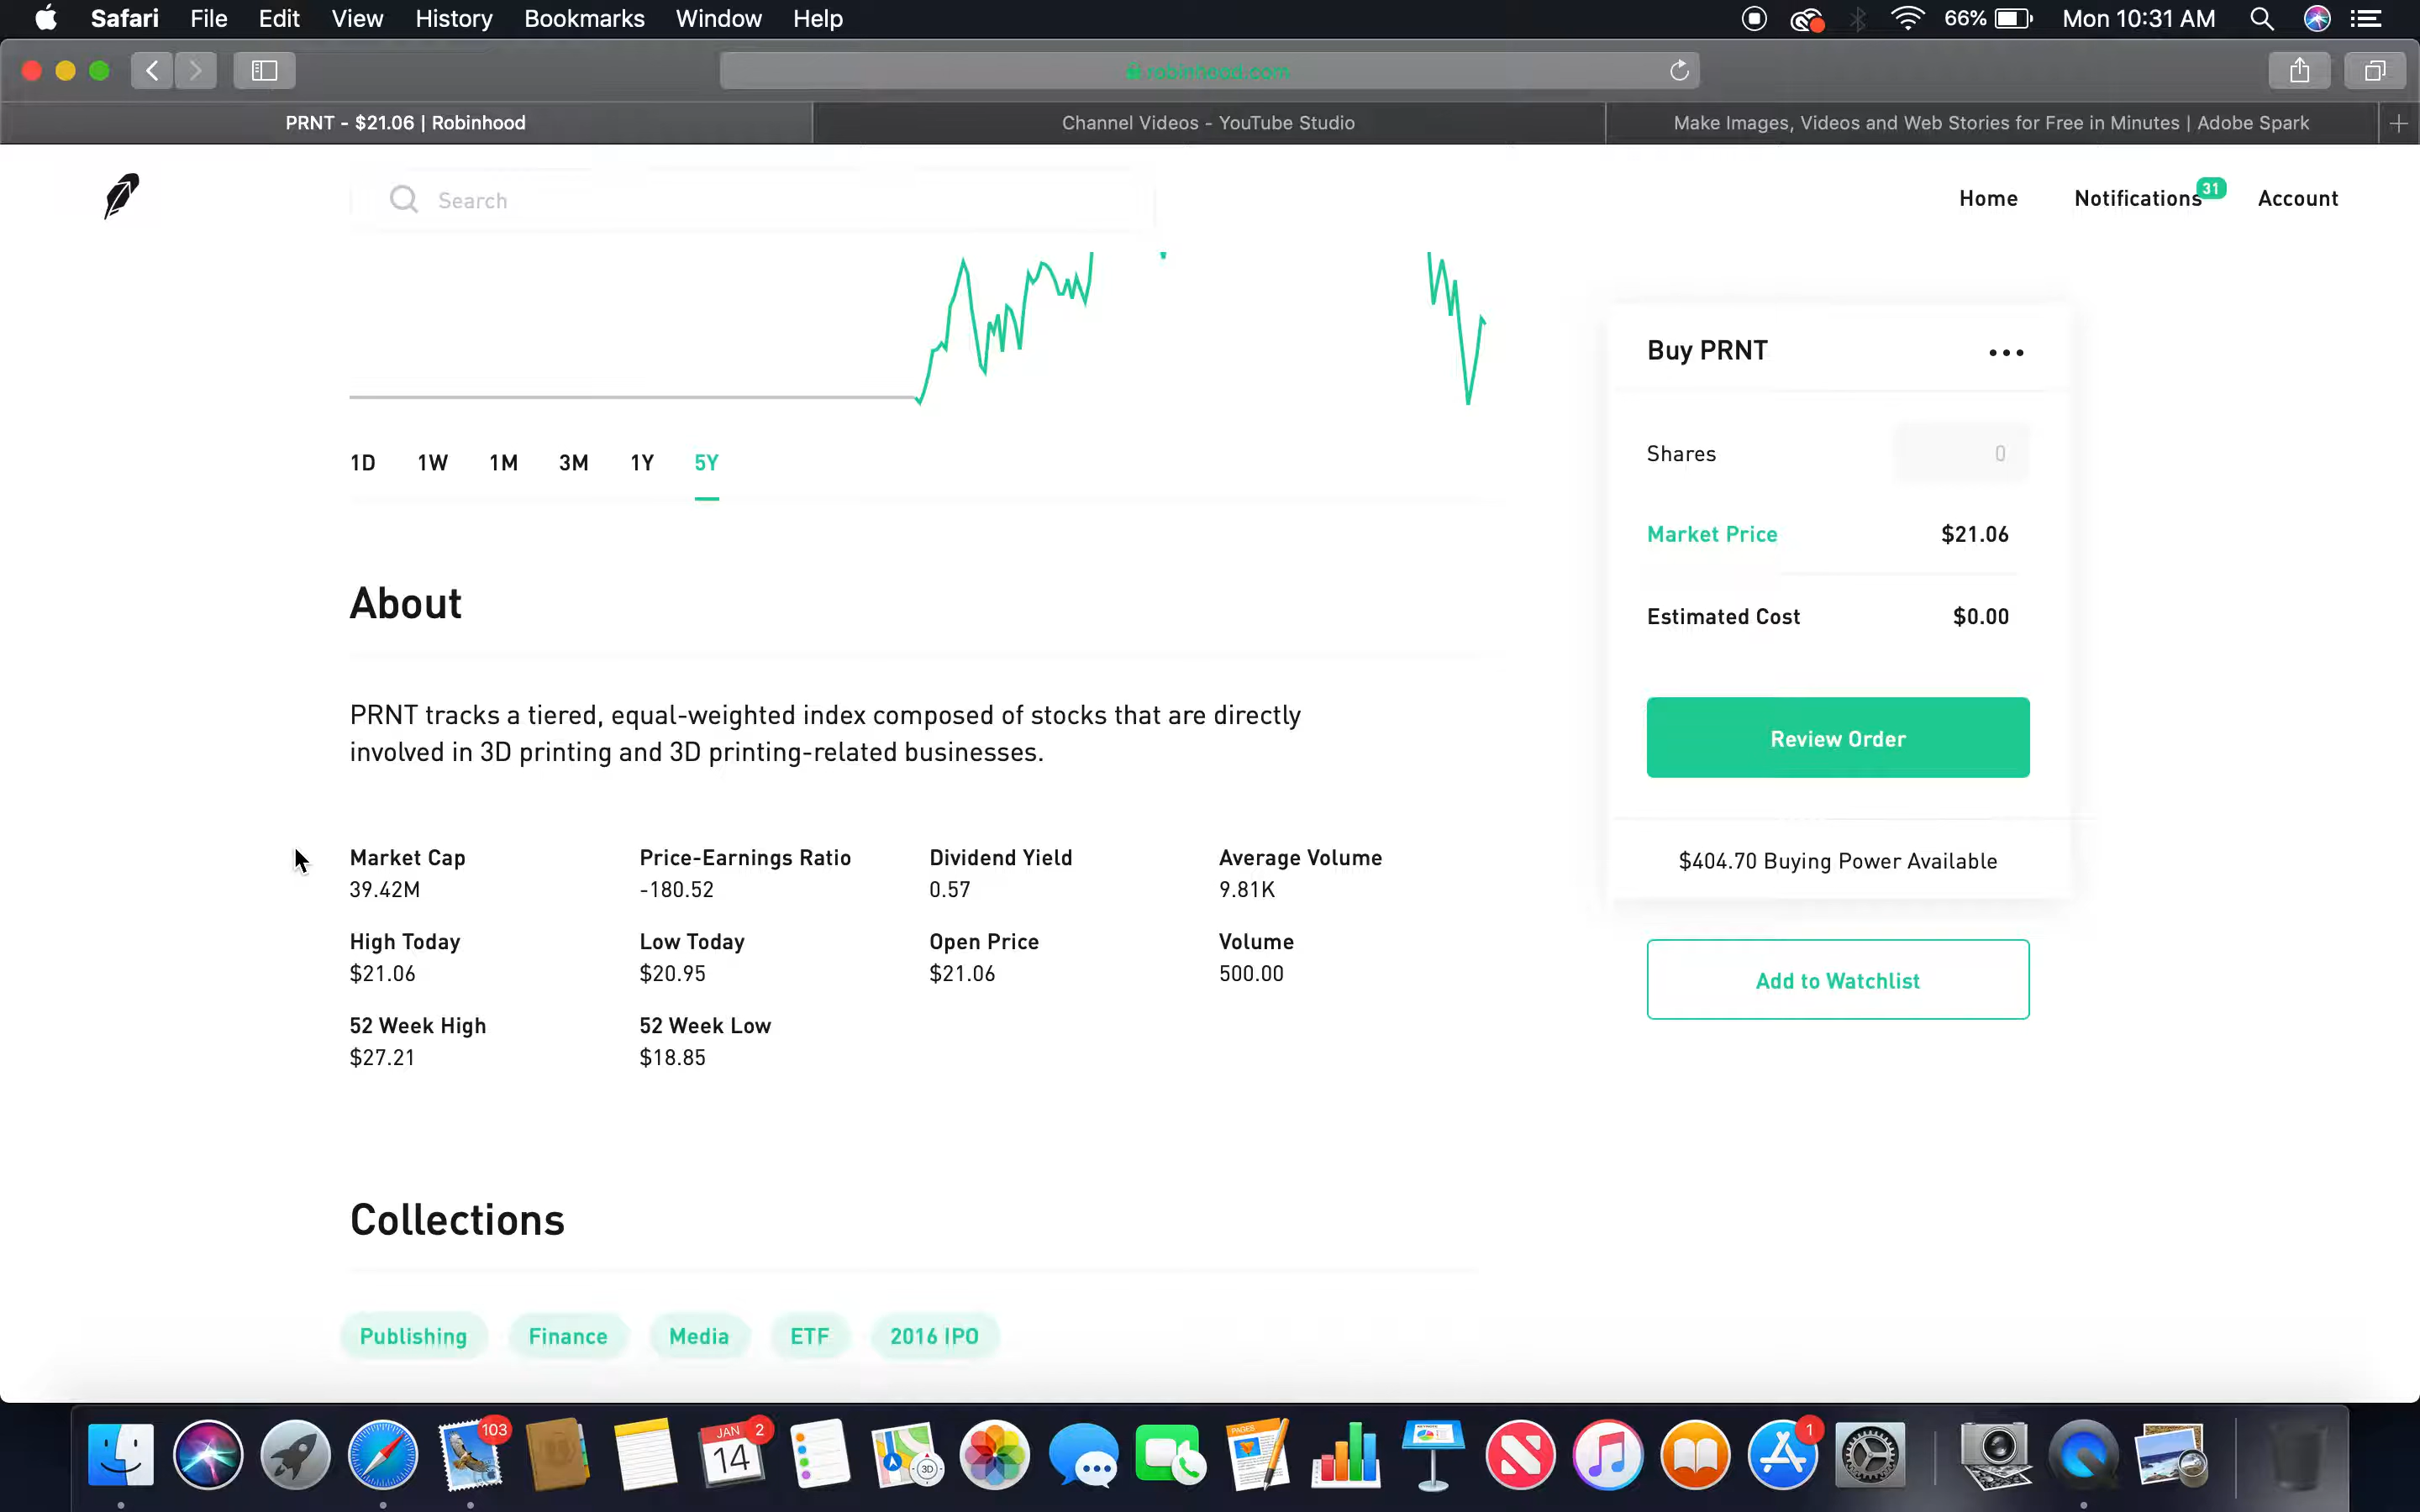 Safari File Edit View History Bookmarks Window Help 66% Mon 10:31 AM
robinhood.com
PRNT - $21.06 | Robinhood Channel Videos - YouTube Studio Make Images, Videos and Web Stories for Free in Minutes | Adobe Spark
Search Home Notifications 31 Account
1D 1W 1M 3M 1Y 5Y
About
PRNT tracks a tiered, equal-weighted index composed of stocks that are directly
involved in 3D printing and 3D printing-related businesses.
Market Cap Price-Earnings Ratio Dividend Yield Average Volume
39.42M -180.52 0.57 9.81K
High Today Low Today Open Price Volume
$21.06 $20.95 $21.06 500.00
52 Week High 52 Week Low
$27.21 $18.85
Collections
Publishing Finance Media ETF 2016 IPO
Buy PRNT
Shares 0
Market Price $21.06
Estimated Cost $0.00
Review Order
$404.70 Buying Power Available
Add to Watchlist
103 JAN 14 2 3D PAGES 1